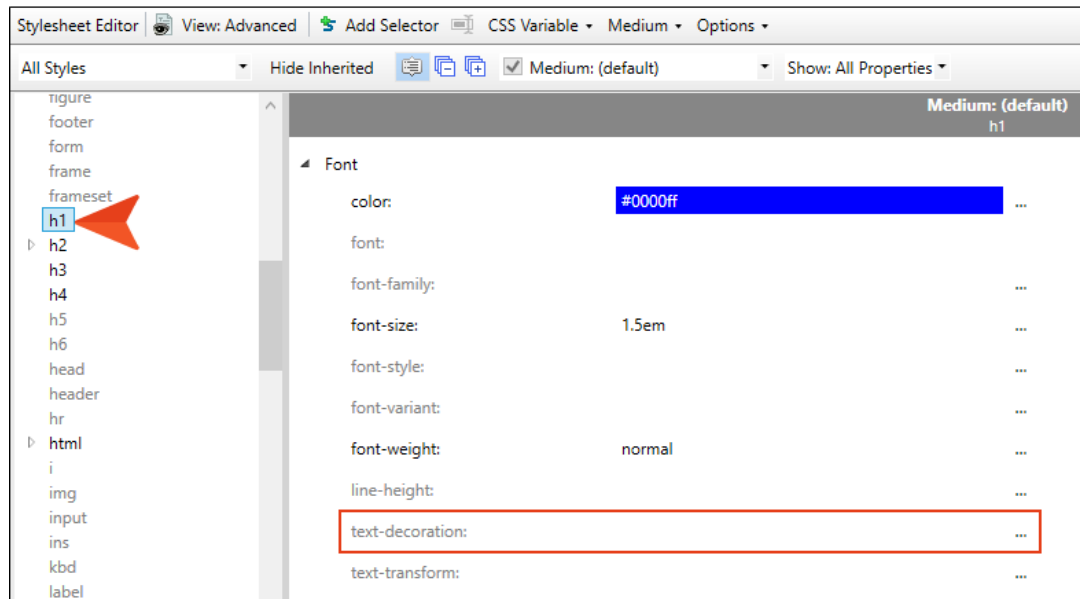 Stylesheet Editor View: Advanced Add Selector CSS Variable Medium Options
All Styles Hide Inherited Medium: (default) Show: All Properties
figure
footer
form
frame
frameset
h1
h2
h3
h4
h5
h6
head
header
hr
html
i
img
input
ins
kbd
label
Medium: (default)
h1
Font
color: #0000ff ...
font:
font-family: ...
font-size: 1.5em ...
font-style: ...
font-variant: ...
font-weight: normal ...
line-height: ...
text-decoration: ...
text-transform: ...